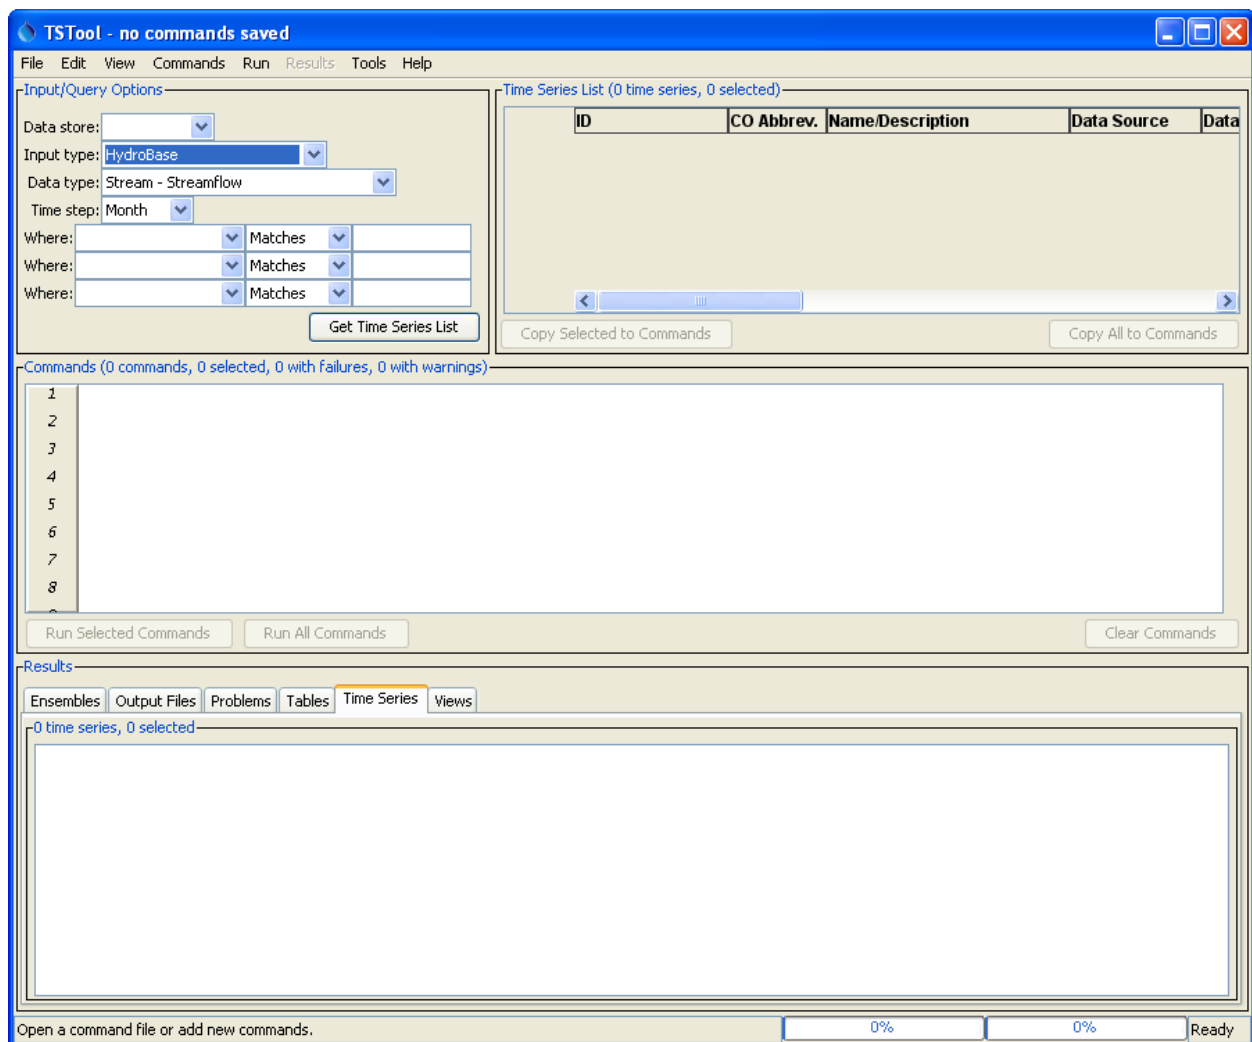 TSTool - no commands saved
File Edit View Commands Run Results Tools Help
Input/Query Options
Data store:
Input type: HydroBase
Data type: Stream - Streamflow
Time step: Month
Where: Matches
Where: Matches
Where: Matches
Get Time Series List
Time Series List (0 time series, 0 selected)
ID CO Abbrev. Name/Description Data Source Data
Copy Selected to Commands Copy All to Commands
Commands (0 commands, 0 selected, 0 with failures, 0 with warnings)
1
2
3
4
5
6
7
8
Run Selected Commands Run All Commands Clear Commands
Results
Ensembles Output Files Problems Tables Time Series Views
0 time series, 0 selected
Open a command file or add new commands. 0% 0% Ready